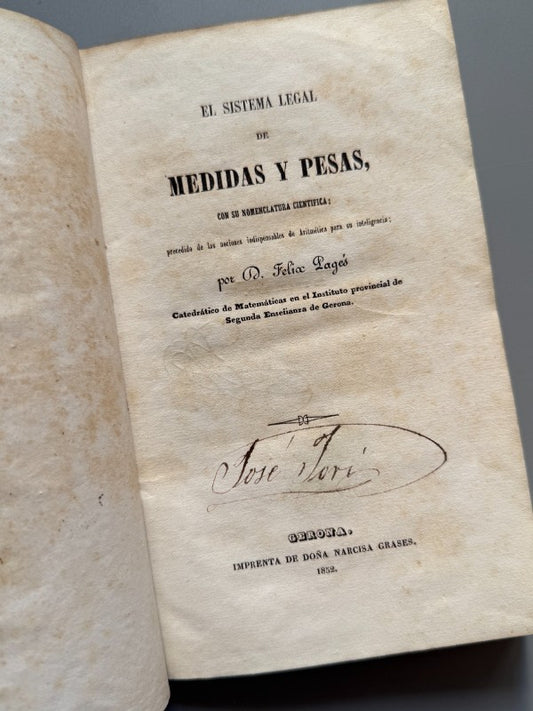 EL SISTEMA LEGAL
DE
MEDIDAS Y PESAS,
CON SU NOMENCLATURA CIENTIFICA;
precedido de las nociones indispensables de Aritmética para su inteligencia;
por D. Felix Pagés
Catedrático de Matemáticas en el Instituto provincial de
Segunda Enseñanza de Gerona.
José Jori
GERONA.
IMPRENTA DE DOÑA NARCISA GRASES.
1852.